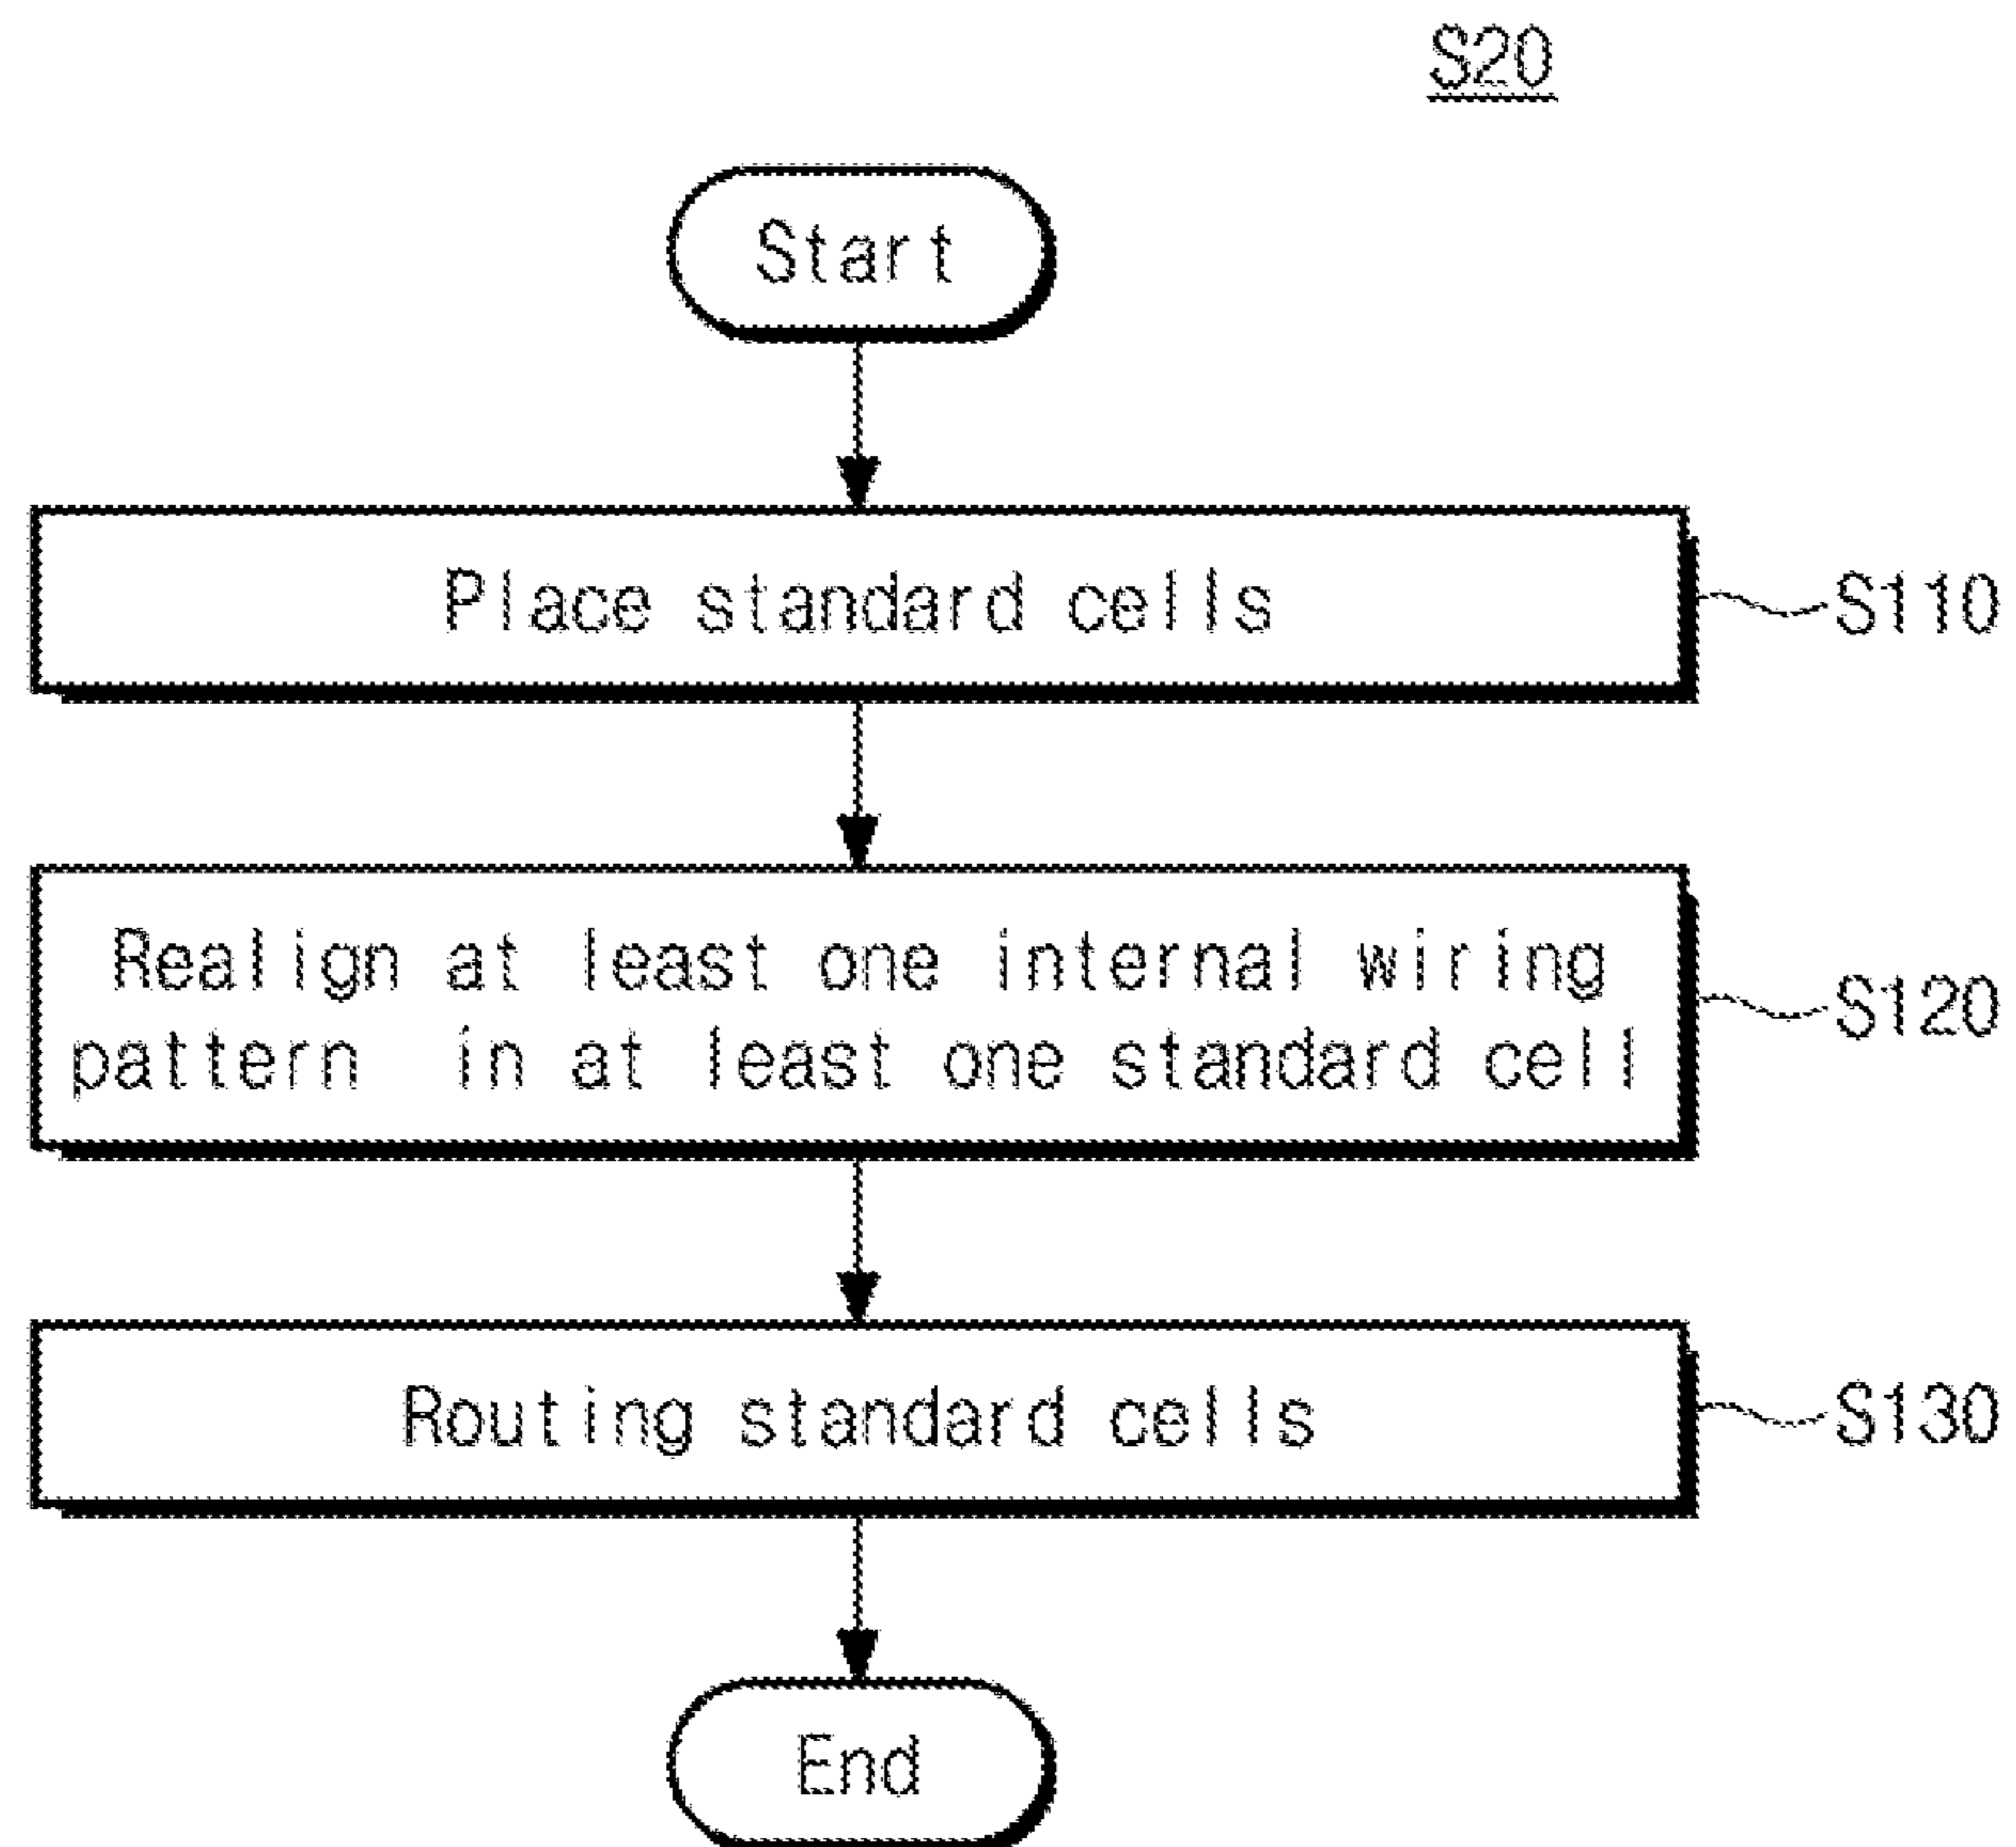 S20
Start
Place standard cells
S110
Realign at least one internal wiring
pattern in at least one standard cell
S120
Routing standard cells
S130
End